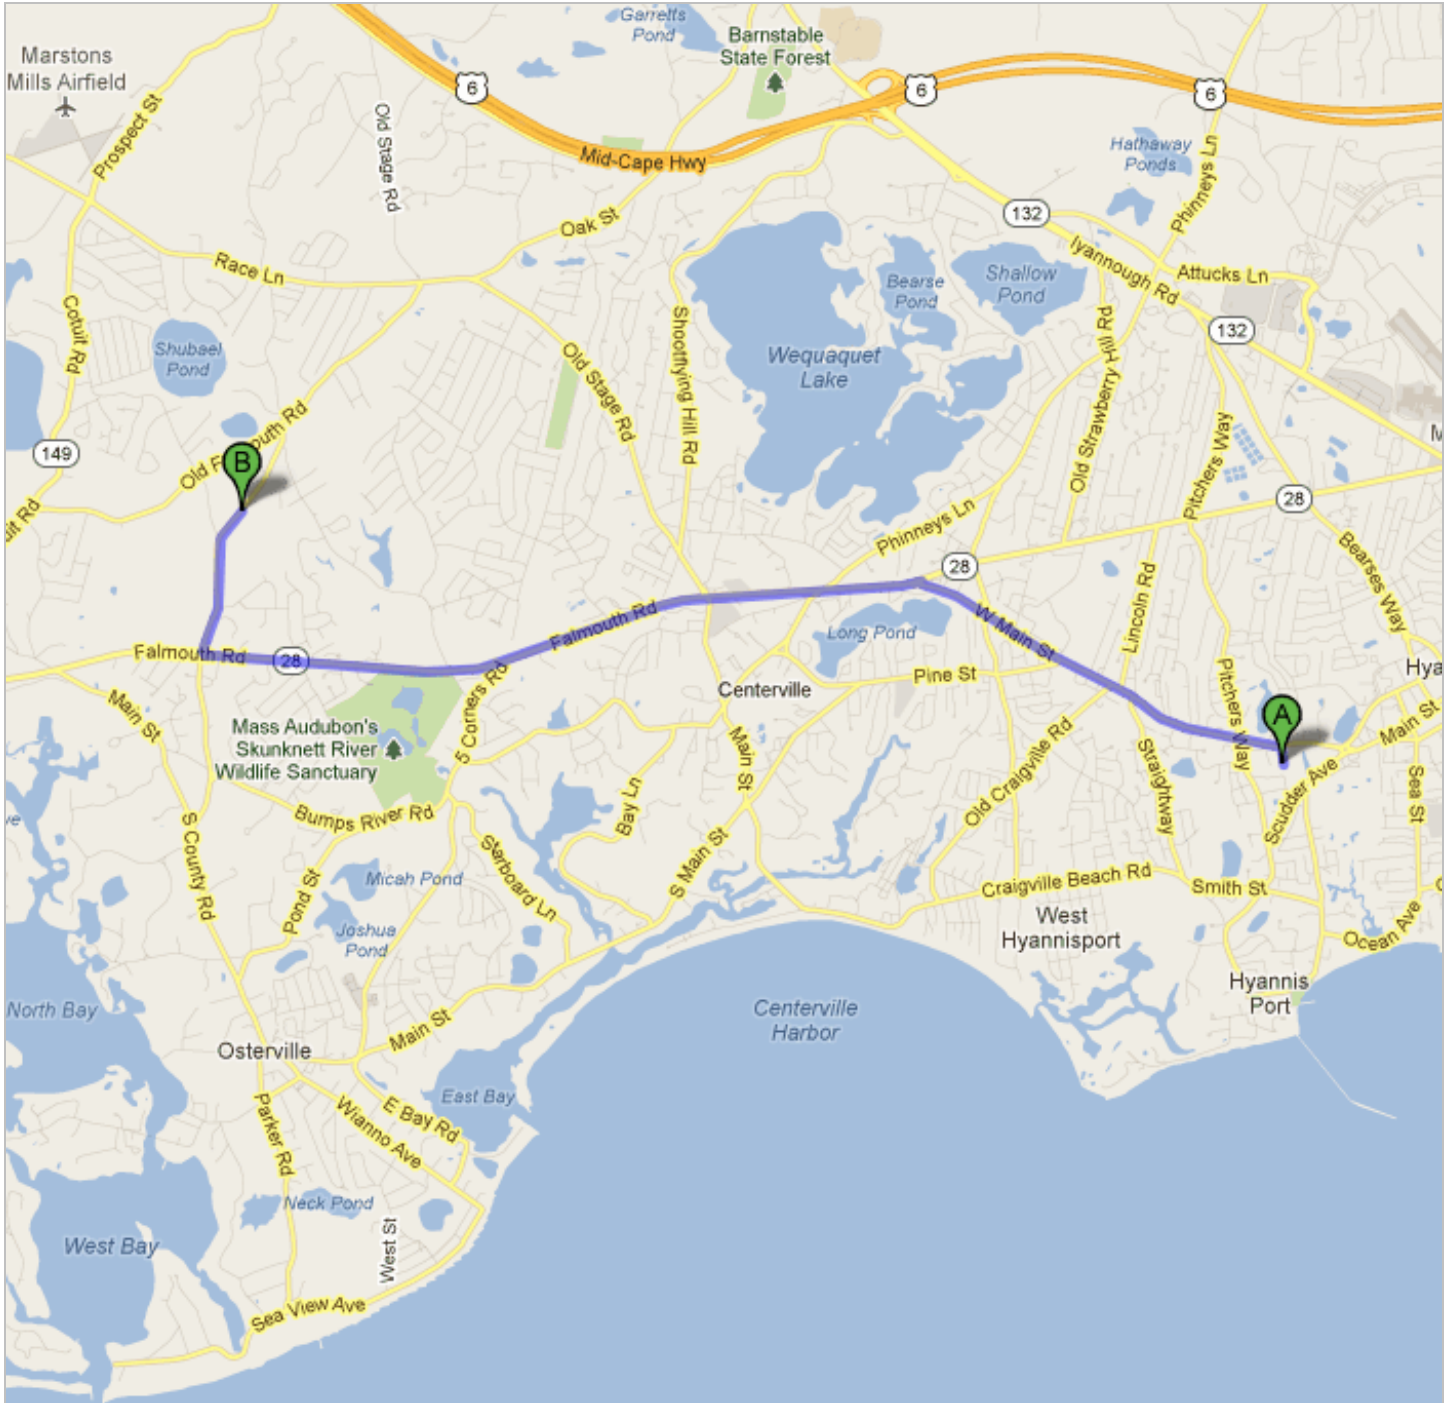 Garretts
Pond
Barnstable
State Forest
Marstons
Mills Airfield
6
6
6
Prospect St
Old Stage Rd
Mid-Cape Hwy
Hathaway
Ponds
Phinneys Ln
132
Oak St
Iyannough Rd
Attucks Ln
Race Ln
Bearse
Pond
Shallow
Pond
Cotuit Rd
Shubael
Pond
Shootflying Hill Rd
Old Stage Rd
Wequaquet
Lake
Old Strawberry Hill Rd
132
149
B
Pitchers Way
28
Phinneys Ln
28
Bearses Way
Lincoln Rd
Falmouth Rd
28
Falmouth Rd
Long Pond
W Main St
Pine St
Centerville
Main St
5 Corners Rd
Mass Audubon's
Skunknett River
Wildlife Sanctuary
Main St
Old Craigville Rd
Straightway
Pitchers Way
A
Main St
Scudder Ave
Sea St
Bay Ln
Bumps River Rd
S County Rd
Starboard Ln
S Main St
Micah Pond
Pond St
Craigville Beach Rd
Smith St
Joshua
Pond
West
Hyannisport
Ocean Ave
Hyannis
Port
North Bay
Centerville
Harbor
Main St
Osterville
East Bay
E Bay Rd
Wianno Ave
Parker Rd
Neck Pond
West St
West Bay
Sea View Ave